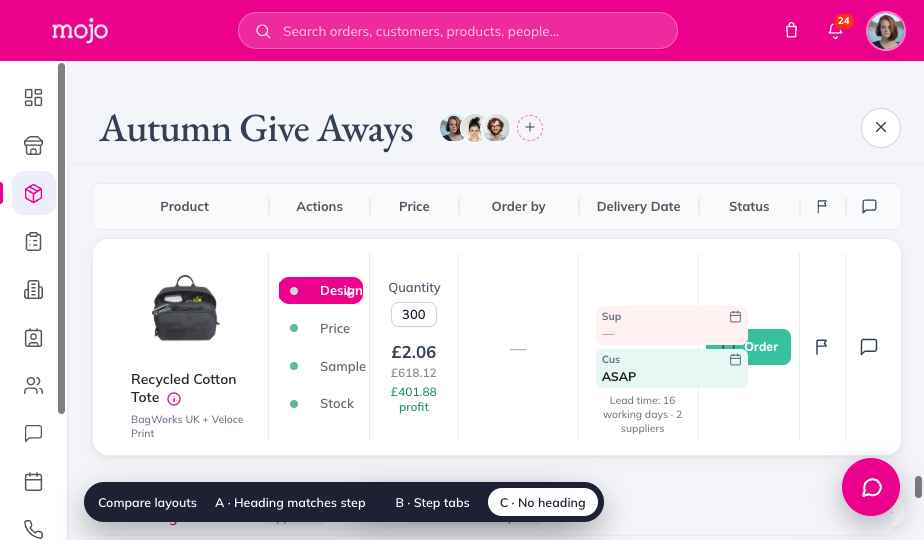 mojo
Search orders, customers, products, people...
24
Autumn Give Aways
Product
Actions
Price
Order by
Delivery Date
Status
Design
Price
Sample
Stock
Quantity
300
£2.06
£618.12
£401.88
profit
—
Sup
—
Cus
ASAP
Lead time: 16
working days · 2
suppliers
Order
Recycled Cotton
Tote
BagWorks UK + Veloce
Print
Compare layouts
A · Heading matches step
B · Step tabs
C · No heading